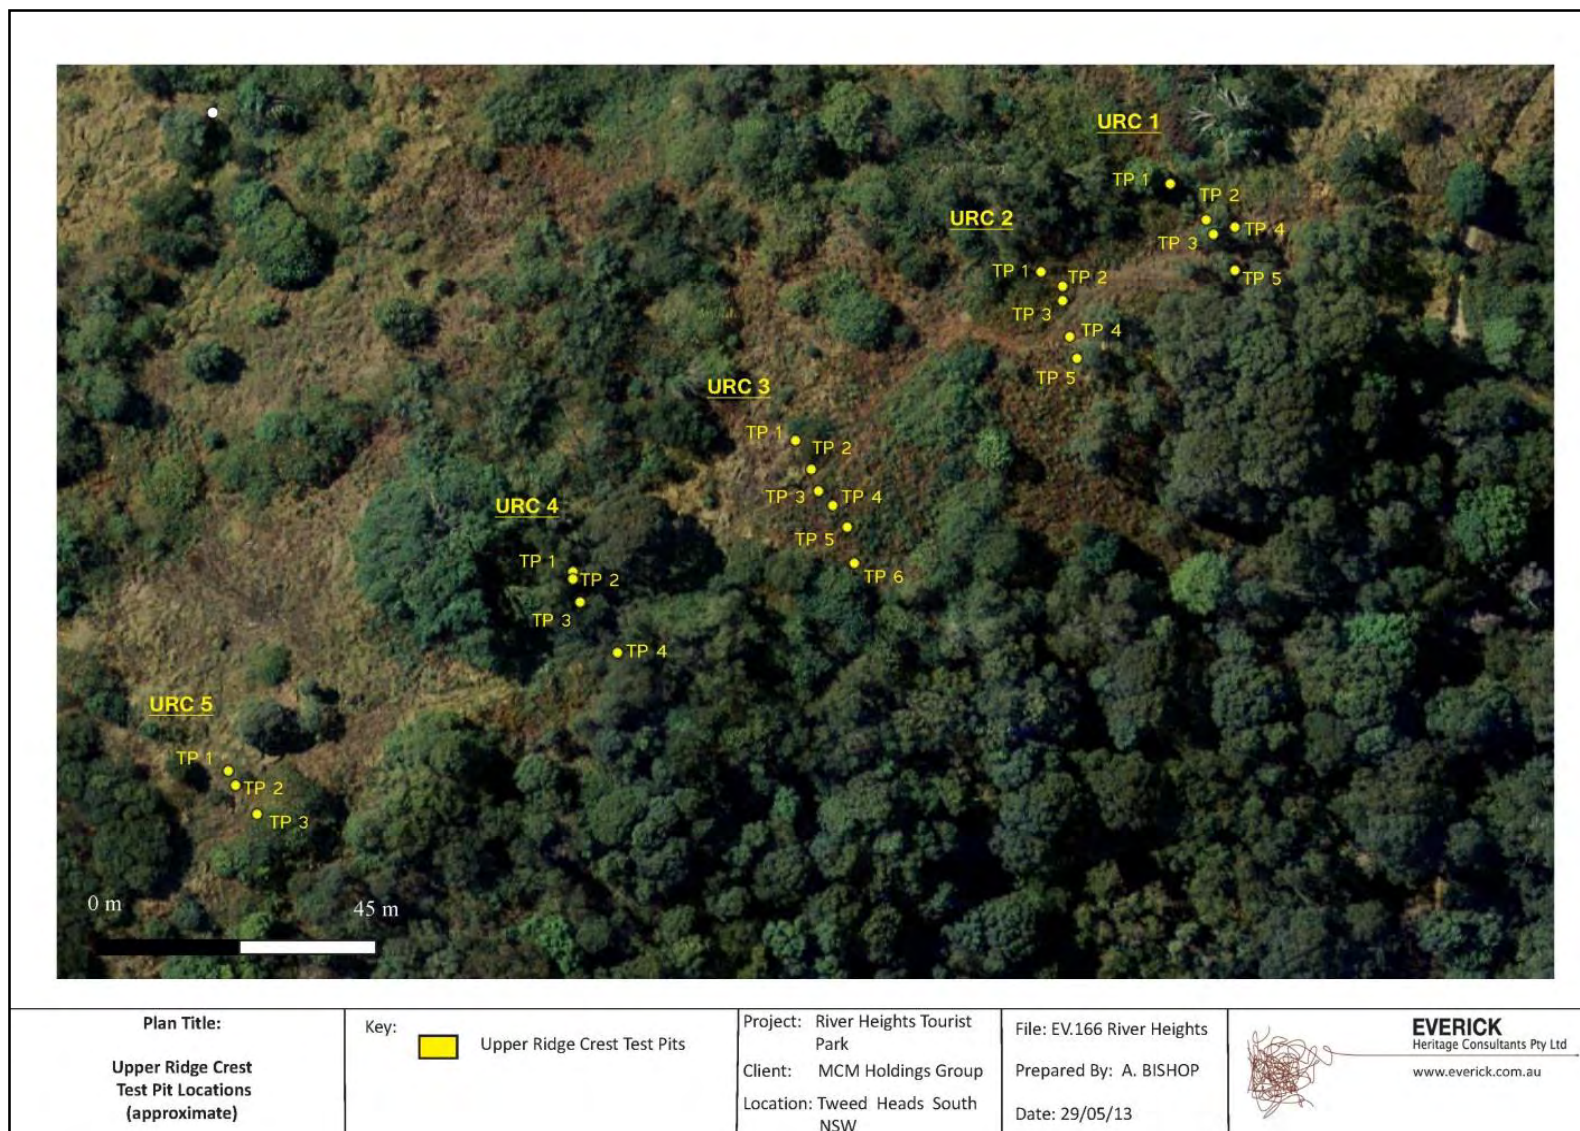 URC 1
TP 1
TP 2
TP 3
TP 4
TP 5
URC 2
TP 1
TP 2
TP 3
TP 4
TP 5
URC 3
TP 1
TP 2
TP 3
TP 4
TP 5
TP 6
URC 4
TP 1
TP 2
TP 3
TP 4
URC 5
TP 1
TP 2
TP 3
0 m
45 m
Plan Title:
Upper Ridge Crest
Test Pit Locations
(approximate)
Key:
Upper Ridge Crest Test Pits
Project: River Heights Tourist
Park
Client: MCM Holdings Group
Location: Tweed Heads South
NSW
File: EV.166 River Heights
Prepared By: A. BISHOP
Date: 29/05/13
EVERICK
Heritage Consultants Pty Ltd
www.everick.com.au